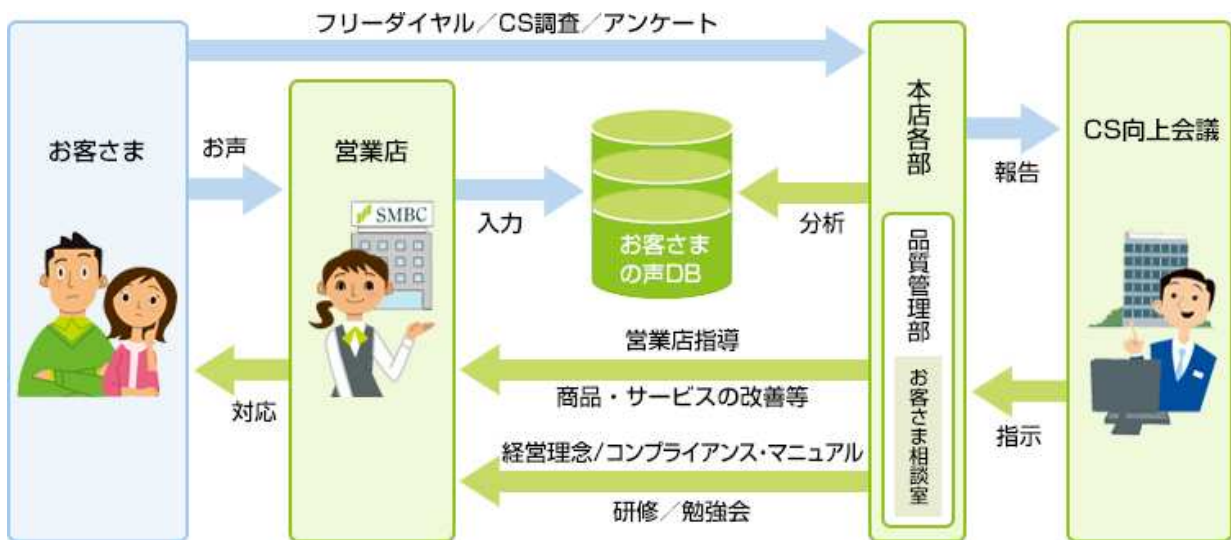 フリーダイヤル／CS調査／アンケート
お客さま
お声
営業店
SMBC
入力
お客さま
の声DB
分析
本店各部
品質管理部
お客さま相談室
報告
CS向上会議
指示
営業店指導
商品・サービスの改善等
経営理念/コンプライアンス・マニュアル
研修／勉強会
対応